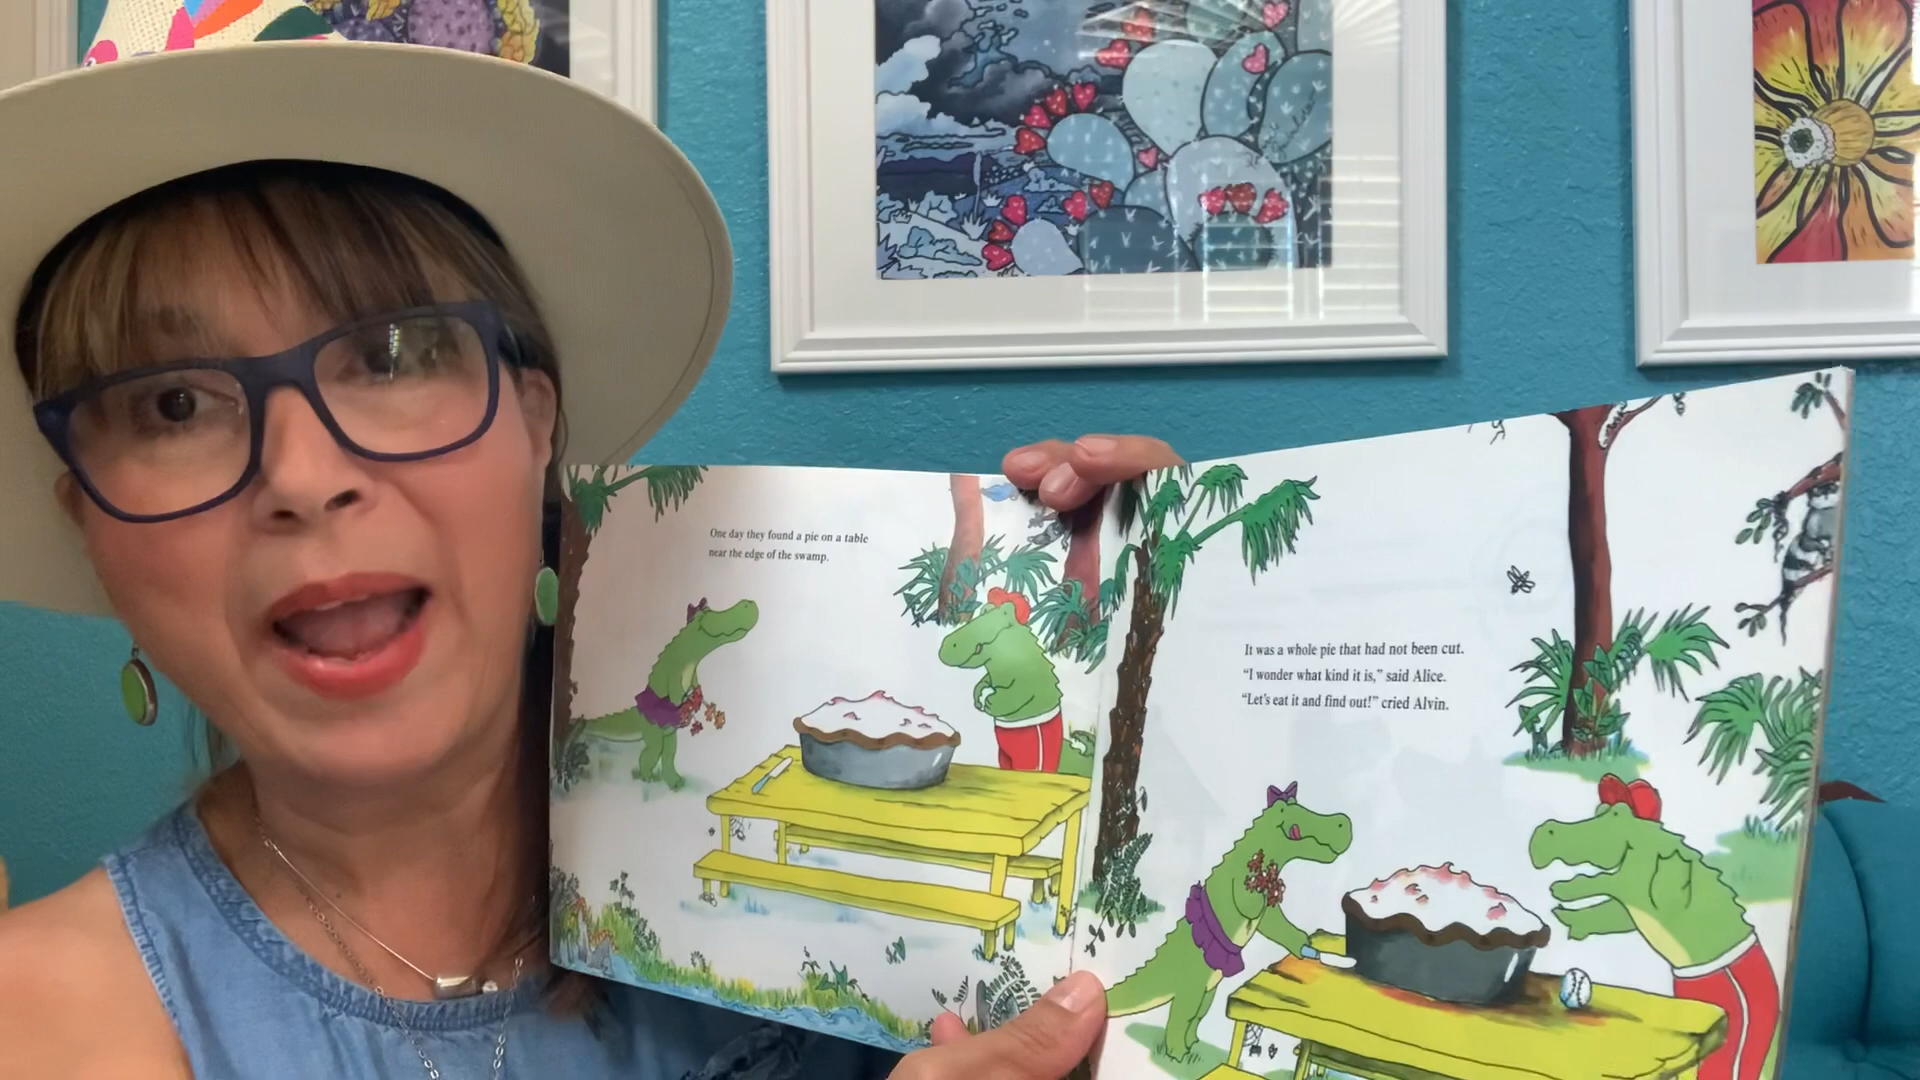 One day they found a pie on a table
near the edge of the swamp.
It was a whole pie that had not been cut.
“I wonder what kind it is,” said Alice.
“Let’s eat it and find out!” cried Alvin.